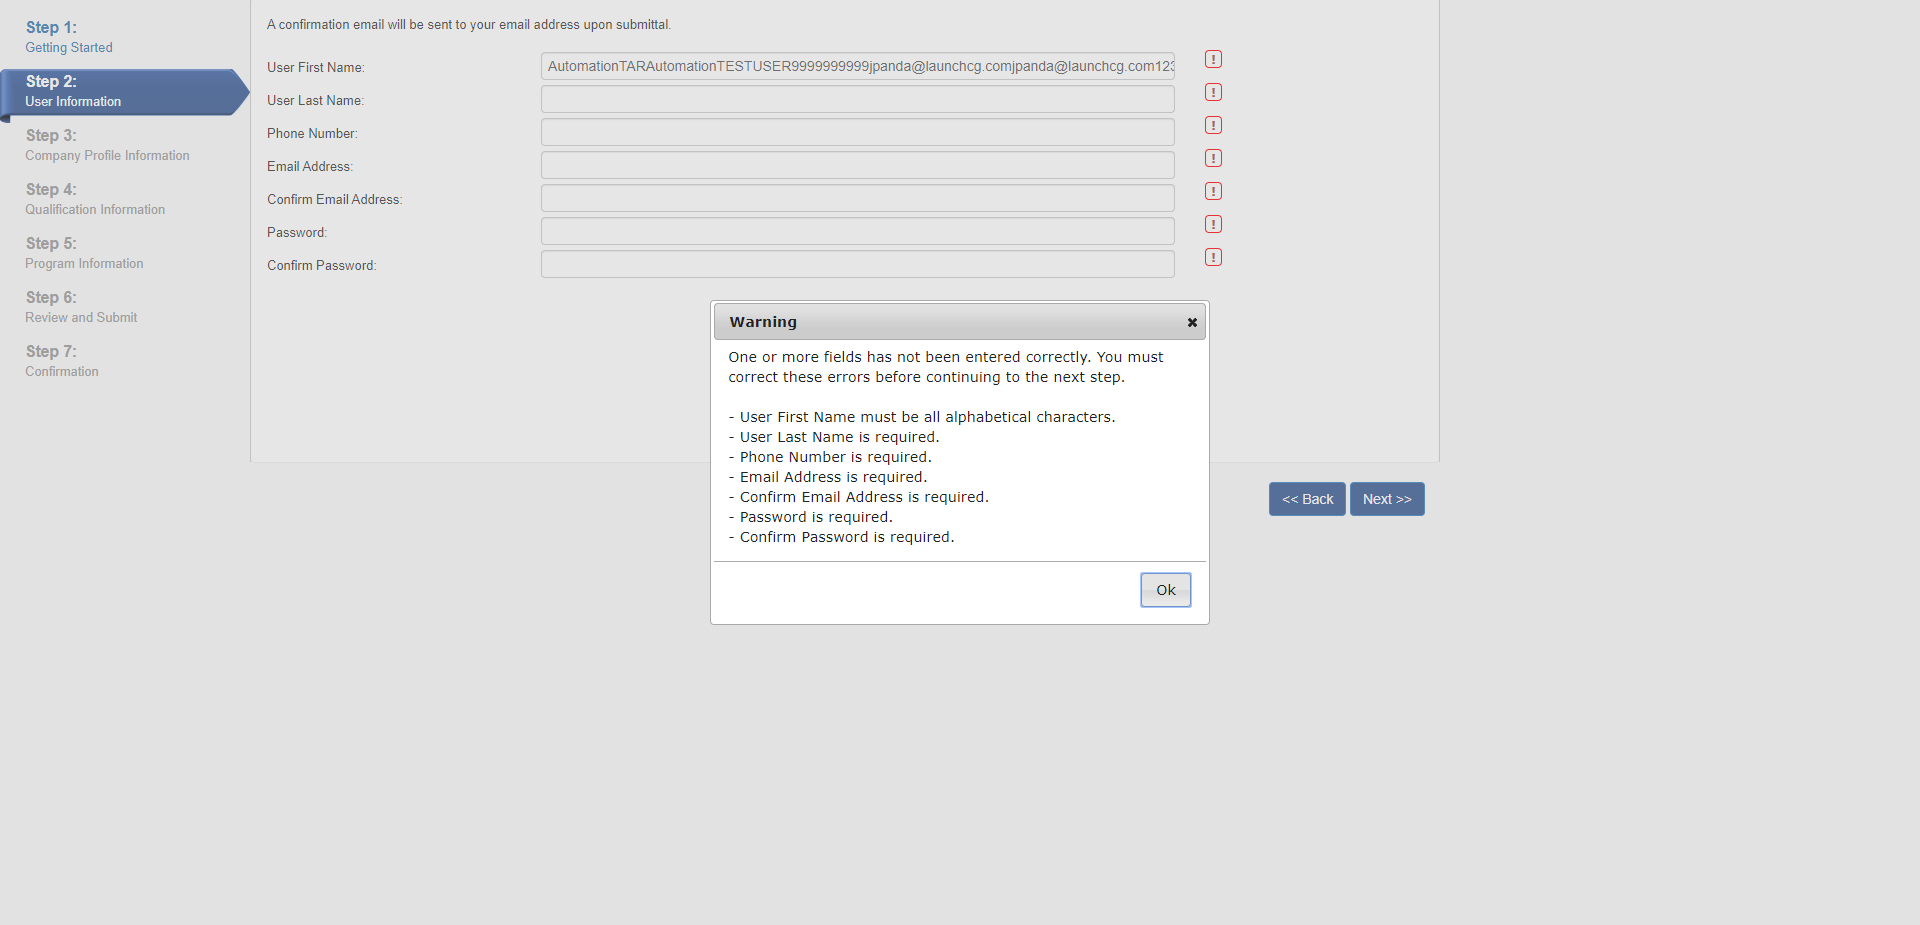 Step 1:
Getting Started
Step 2:
User Information
Step 3:
Company Profile Information
Step 4:
Qualification Information
Step 5:
Program Information
Step 6:
Review and Submit
Step 7:
Confirmation
A confirmation email will be sent to your email address upon submittal.
User First Name: AutomationTARAutomationTESTUSER9999999999jpanda@launchcg.comjpanda@launchcg.com123 !
User Last Name: !
Phone Number: !
Email Address: !
Confirm Email Address: !
Password: !
Confirm Password: !
Warning
One or more fields has not been entered correctly. You must
correct these errors before continuing to the next step.
- User First Name must be all alphabetical characters.
- User Last Name is required.
- Phone Number is required.
- Email Address is required.
- Confirm Email Address is required.
- Password is required.
- Confirm Password is required.
Ok
<< Back Next >>